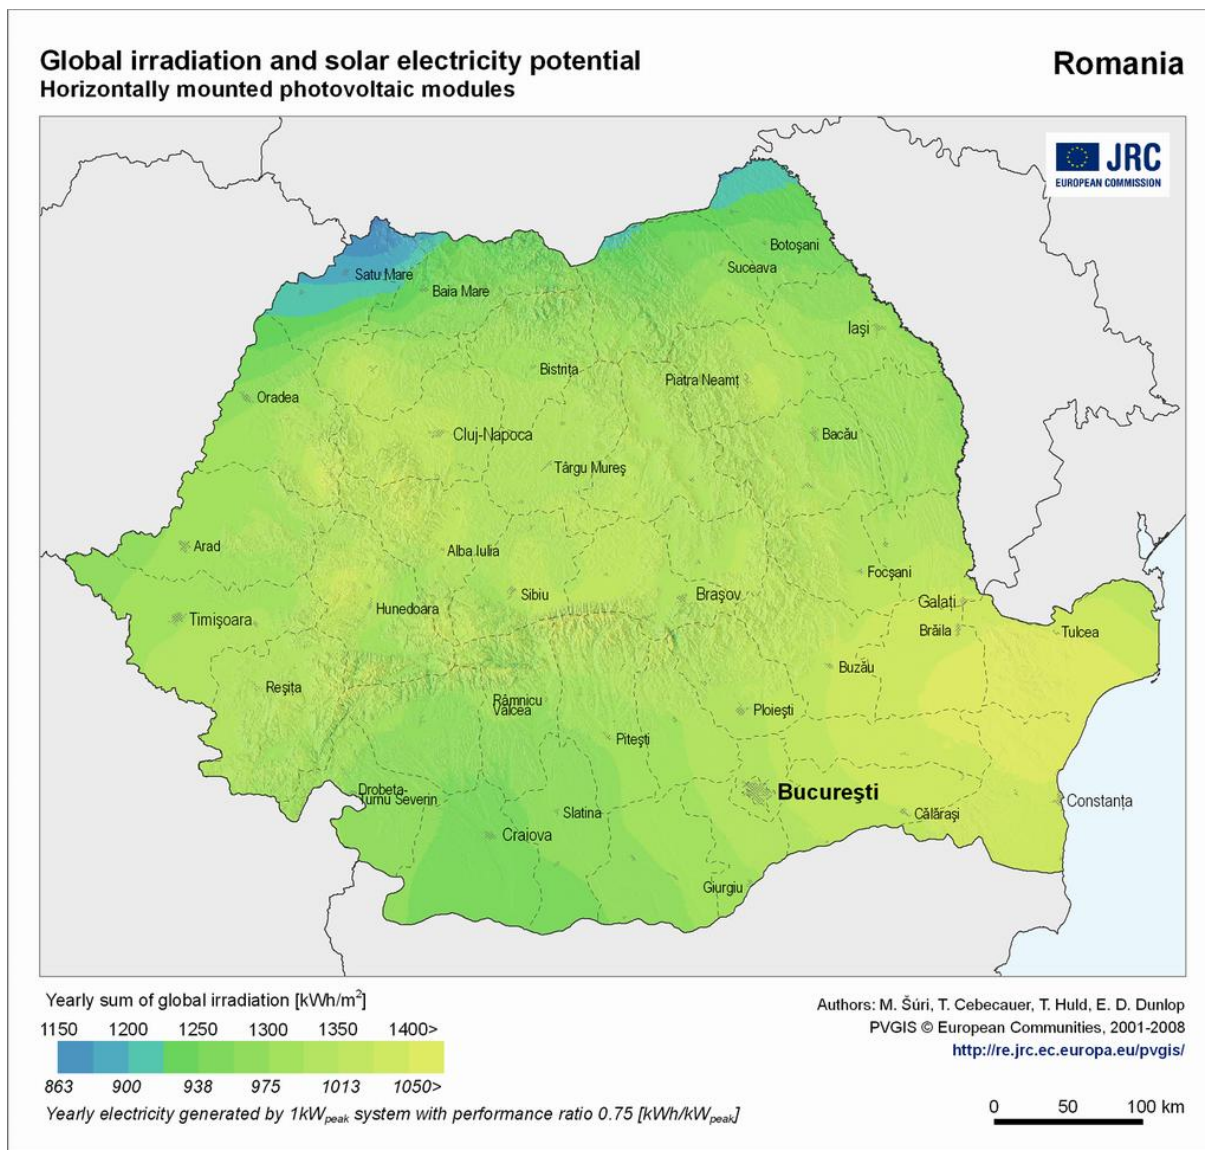 Global irradiation and solar electricity potential
Horizontally mounted photovoltaic modules
Romania
JRC
EUROPEAN COMMISSION
Botoşani
Suceava
Satu Mare
Baia Mare
Iaşi
Bistriţa
Piatra Neamţ
Oradea
Cluj-Napoca
Bacău
Târgu Mureş
Arad
Alba Iulia
Focşani
Sibiu
Braşov
Hunedoara
Galaţi
Timişoara
Brăila
Tulcea
Buzău
Reşiţa
Râmnicu
Vâlcea
Ploieşti
Piteşti
Drobeta-
Turnu Severin
Bucureşti
Constanţa
Slatina
Călăraşi
Craiova
Giurgiu
Yearly sum of global irradiation [kWh/m²]
1150 1200 1250 1300 1350 1400>
863 900 938 975 1013 1050>
Yearly electricity generated by 1kWpeak system with performance ratio 0.75 [kWh/kWpeak]
Authors: M. Šúri, T. Cebecauer, T. Huld, E. D. Dunlop
PVGIS © European Communities, 2001-2008
http://re.jrc.ec.europa.eu/pvgis/
0 50 100 km